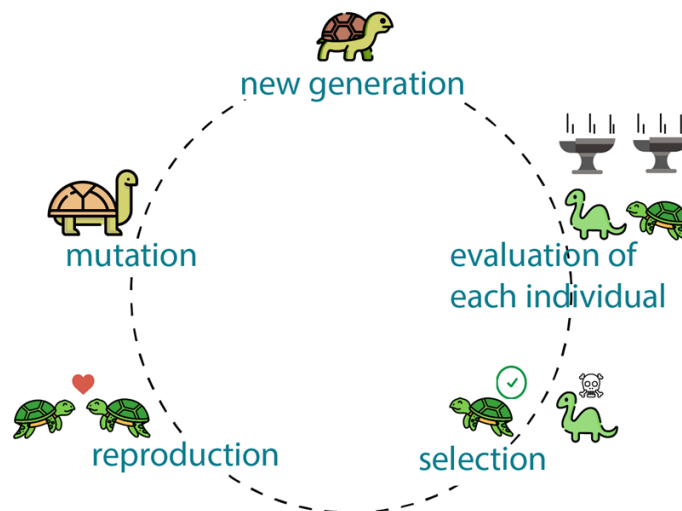 new generation
mutation
evaluation of
each individual
reproduction
selection